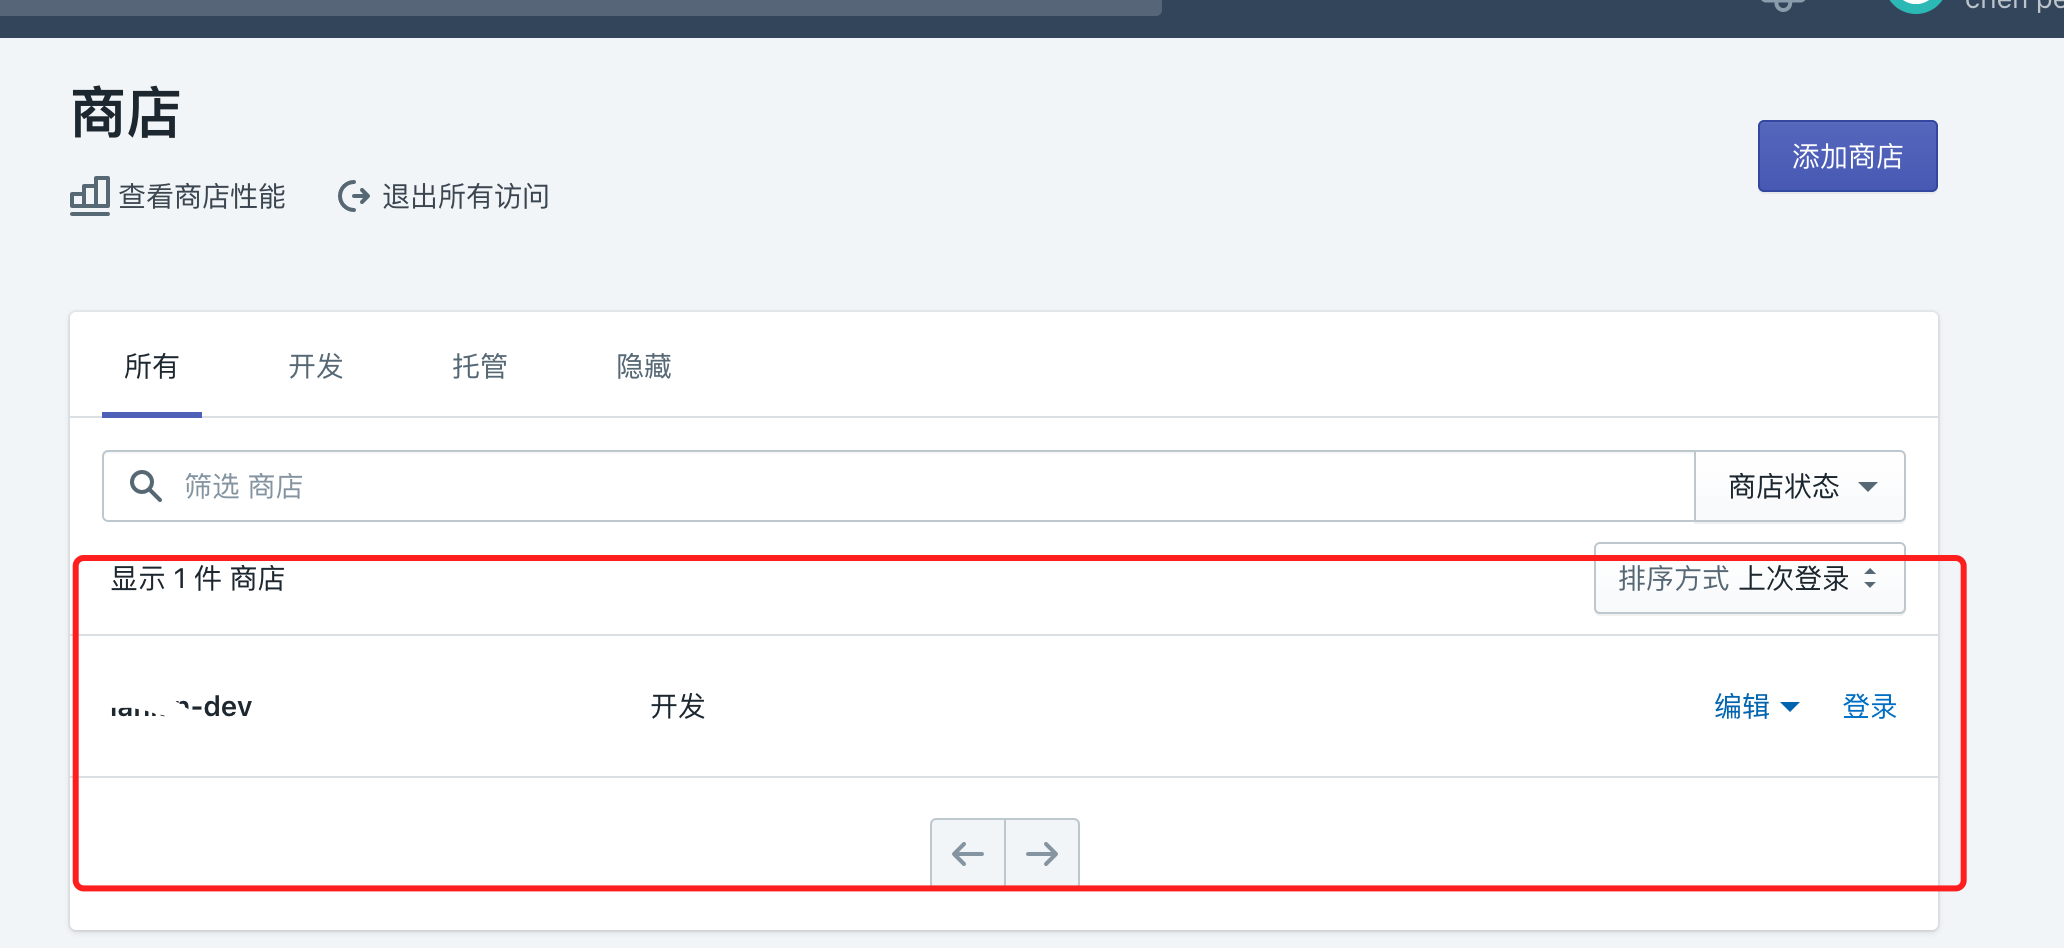 chen pe
商店
添加商店
查看商店性能 退出所有访问
所有 开发 托管 隐藏
筛选 商店 商店状态
显示 1 件 商店 排序方式 上次登录
-dev 开发 编辑 登录